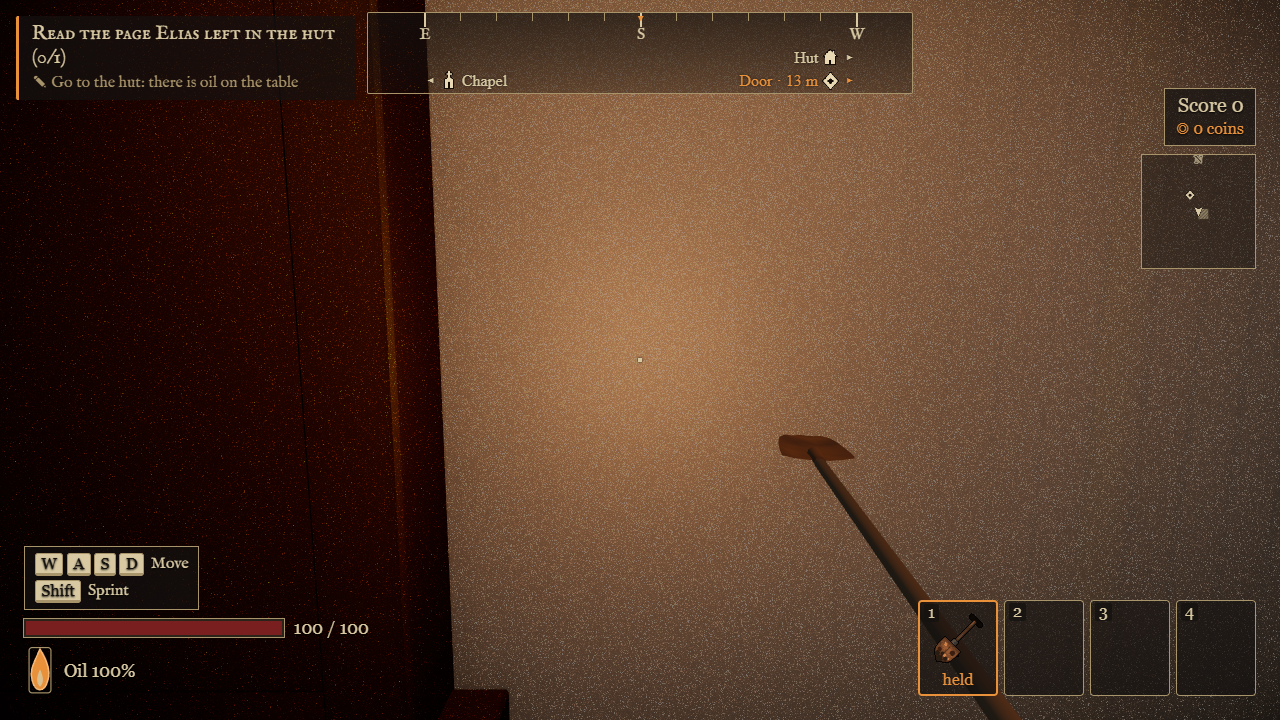 Read the page Elias left in the hut
(0/1)
Go to the hut: there is oil on the table
E S W
Hut
Chapel
Door · 13 m
Score 0
0 coins
W A S D Move
Shift Sprint
100 / 100
Oil 100%
1 2 3 4
held